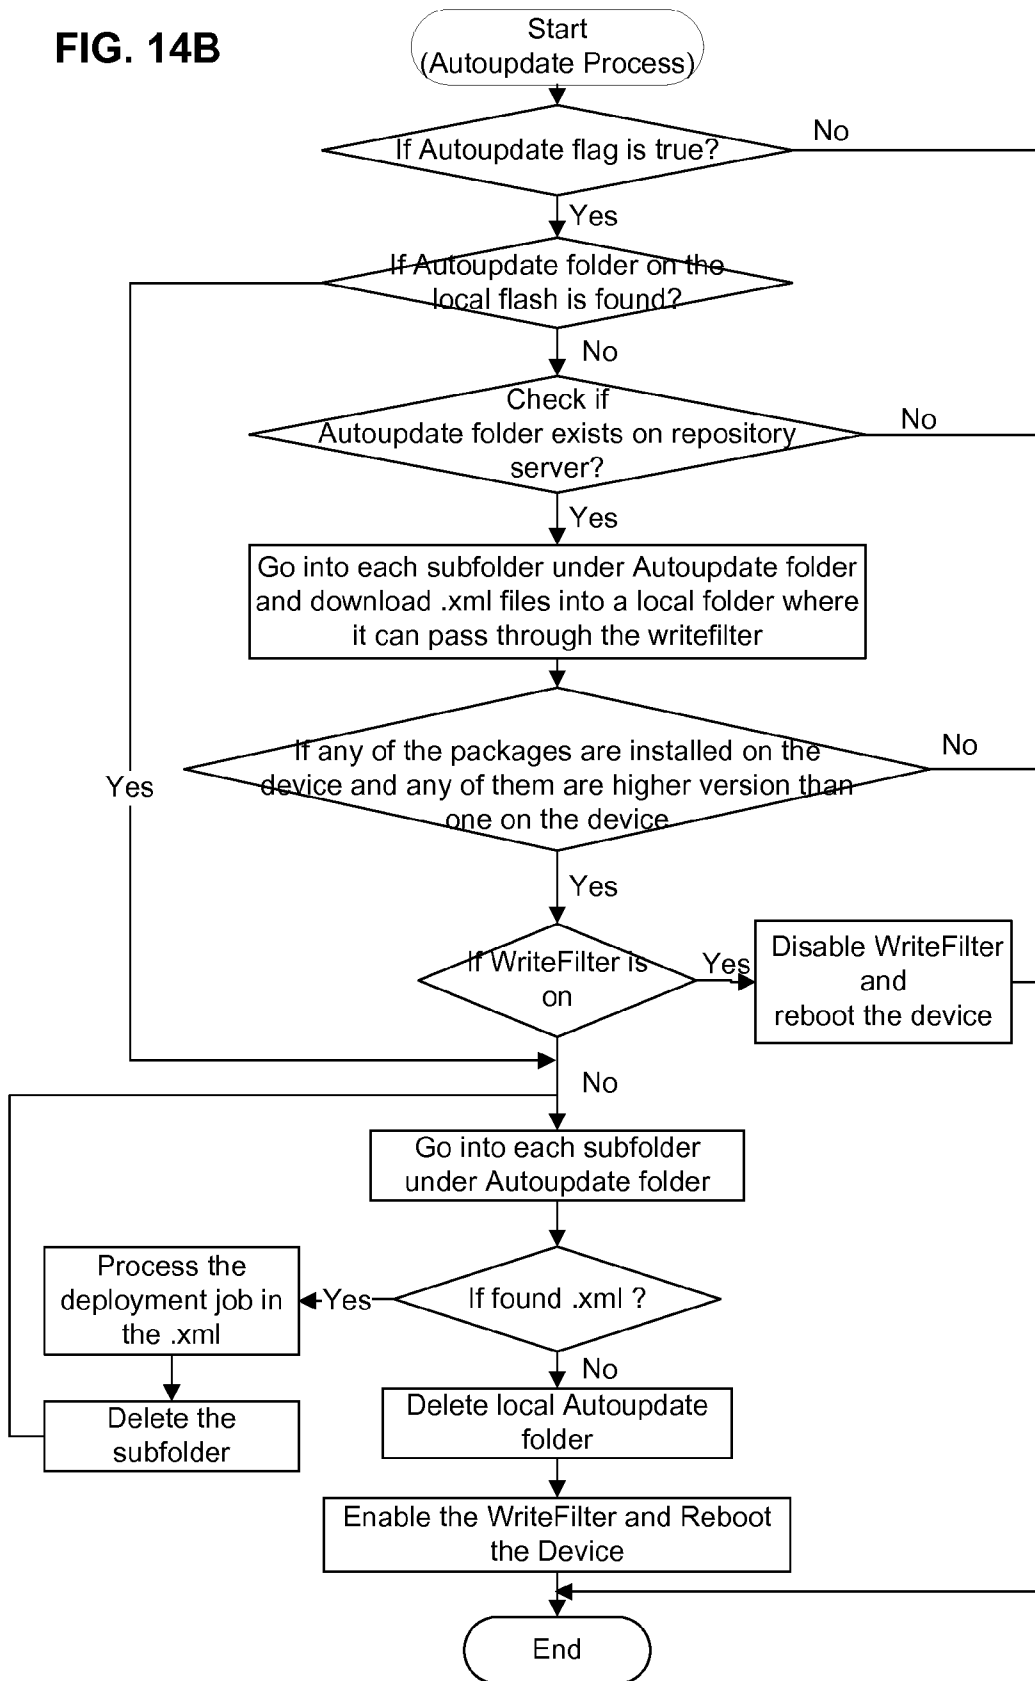 FIG. 14B
Start
(Autoupdate Process)
No
If Autoupdate flag is true?
Yes
If Autoupdate folder on the
local flash is found?
No
Check if
Autoupdate folder exists on repository
server?
No
Yes
Go into each subfolder under Autoupdate folder
and download .xml files into a local folder where
it can pass through the writefilter
If any of the packages are installed on the
device and any of them are higher version than
one on the device
No
Yes
Yes
If WriteFilter is
on
Yes
Disable WriteFilter
and
reboot the device
No
Go into each subfolder
under Autoupdate folder
If found .xml ?
Yes
Process the
deployment job in
the .xml
Delete the
subfolder
No
Delete local Autoupdate
folder
Enable the WriteFilter and Reboot
the Device
End